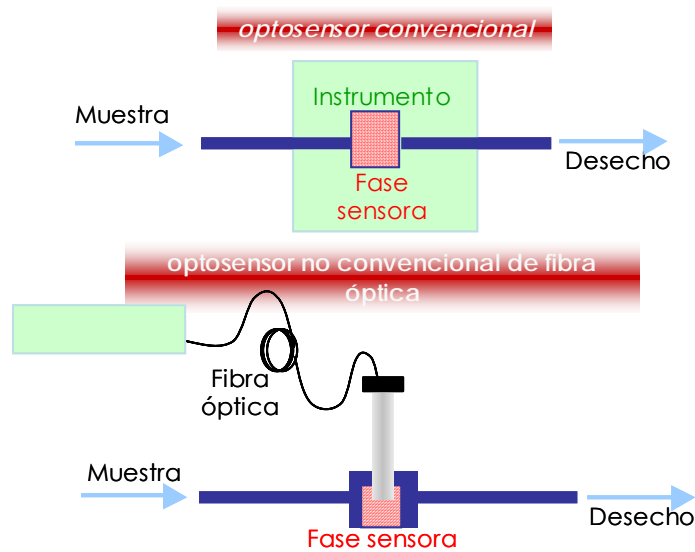 optosensor convencional
Instrumento
Muestra
Desecho
Fase
sensora
optosensor no convencional de fibra
óptica
Fibra
óptica
Muestra
Desecho
Fase sensora